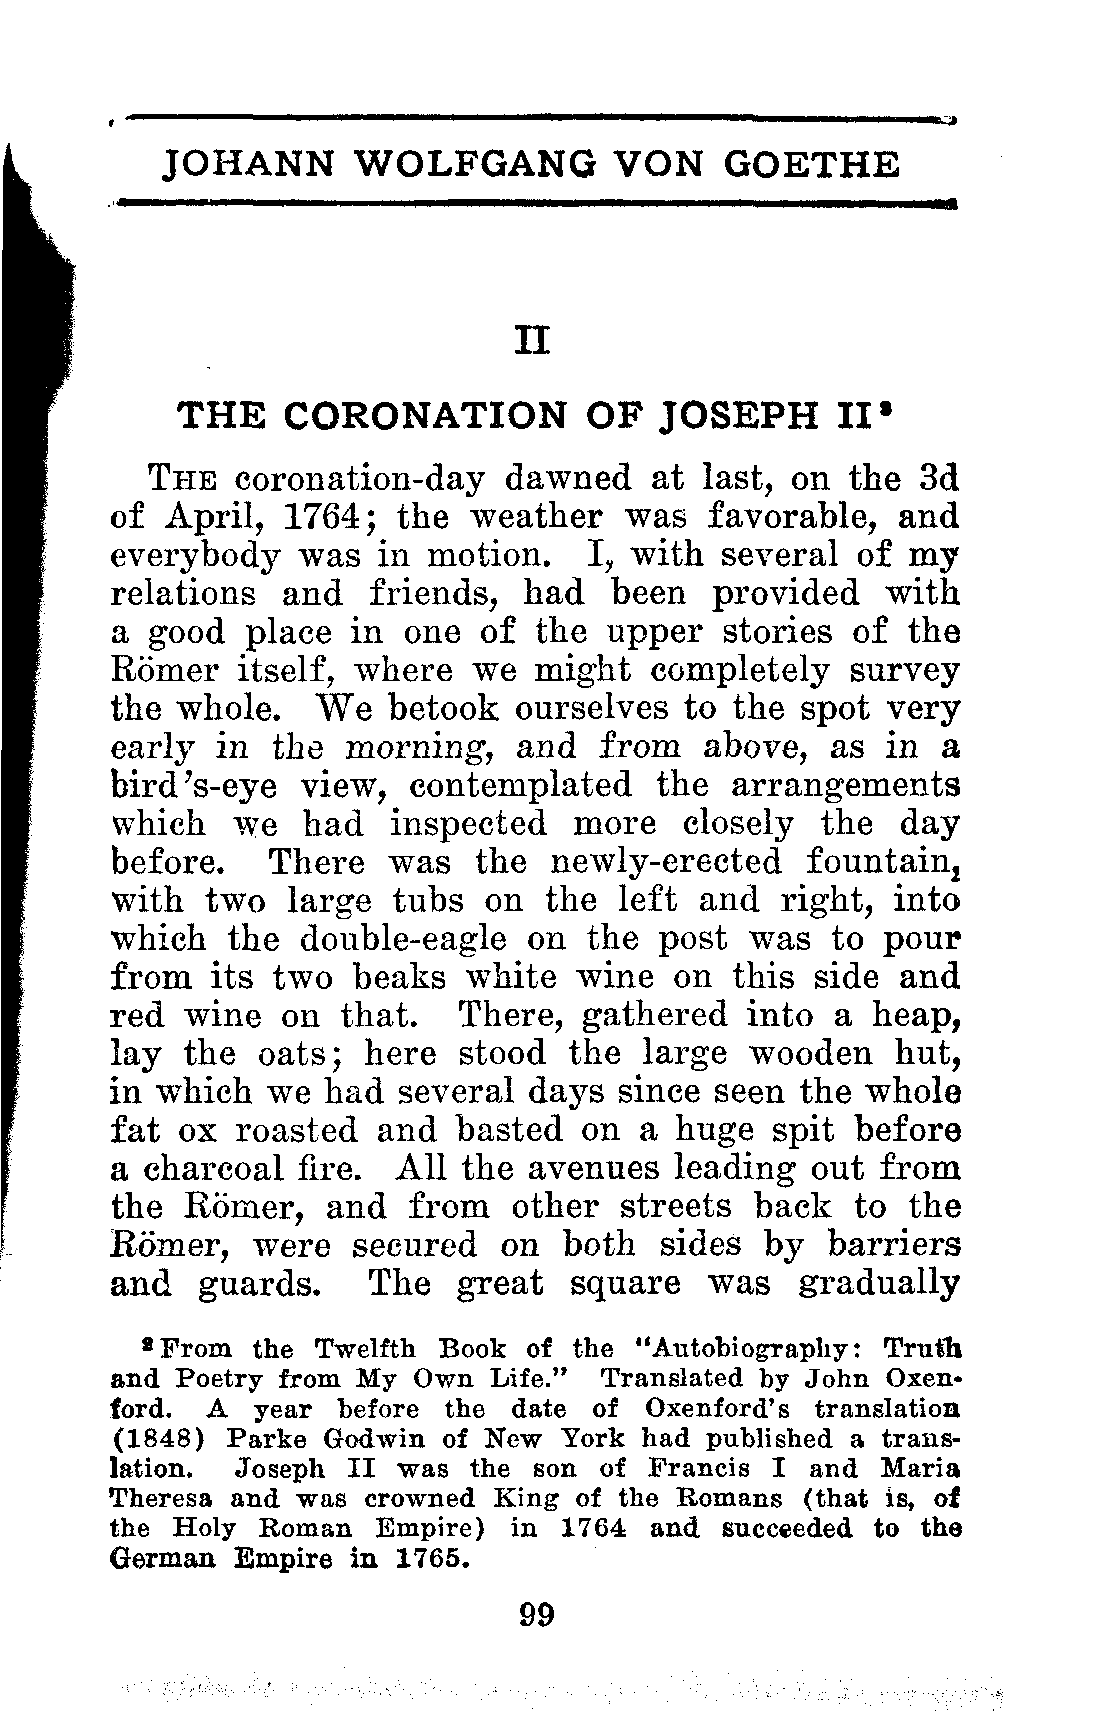 JOHANN WOLFGANG VON GOETHE
II
THE CORONATION OF JOSEPH II⁸
THE coronation-day dawned at last, on the 3d
of April, 1764; the weather was favorable, and
everybody was in motion. I, with several of my
relations and friends, had been provided with
a good place in one of the upper stories of the
Römer itself, where we might completely survey
the whole. We betook ourselves to the spot very
early in the morning, and from above, as in a
bird's-eye view, contemplated the arrangements
which we had inspected more closely the day
before. There was the newly-erected fountain,
with two large tubs on the left and right, into
which the double-eagle on the post was to pour
from its two beaks white wine on this side and
red wine on that. There, gathered into a heap,
lay the oats; here stood the large wooden hut,
in which we had several days since seen the whole
fat ox roasted and basted on a huge spit before
a charcoal fire. All the avenues leading out from
the Römer, and from other streets back to the
Römer, were secured on both sides by barriers
and guards. The great square was gradually
⁸ From the Twelfth Book of the "Autobiography: Truth
and Poetry from My Own Life." Translated by John Oxen-
ford. A year before the date of Oxenford's translation
(1848) Parke Godwin of New York had published a trans-
lation. Joseph II was the son of Francis I and Maria
Theresa and was crowned King of the Romans (that is, of
the Holy Roman Empire) in 1764 and succeeded to the
German Empire in 1765.
99